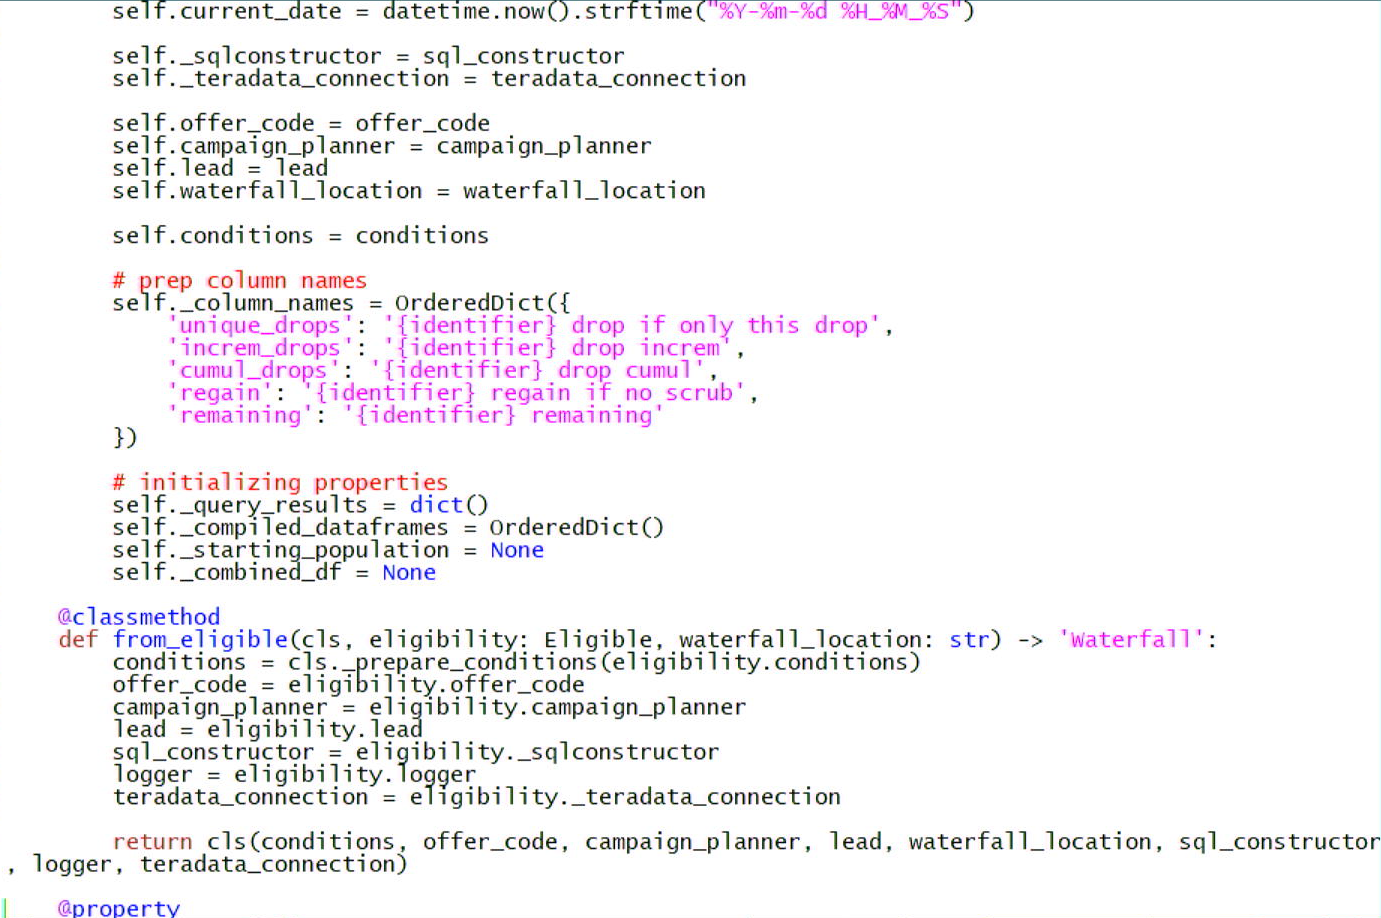 self.current_date = datetime.now().strftime("%Y-%m-%d %H_%M_%S")
self._sqlconstructor = sql_constructor
self._teradata_connection = teradata_connection
self.offer_code = offer_code
self.campaign_planner = campaign_planner
self.lead = lead
self.waterfall_location = waterfall_location
self.conditions = conditions
# prep column names
self._column_names = OrderedDict({
'unique_drops': '{identifier} drop if only this drop',
'increm_drops': '{identifier} drop increm',
'cumul_drops': '{identifier} drop cumul',
'regain': '{identifier} regain if no scrub',
'remaining': '{identifier} remaining'
})
# initializing properties
self._query_results = dict()
self._compiled_dataframes = OrderedDict()
self._starting_population = None
self._combined_df = None
@classmethod
def from_eligible(cls, eligibility: Eligible, waterfall_location: str) -> 'Waterfall':
conditions = cls._prepare_conditions(eligibility.conditions)
offer_code = eligibility.offer_code
campaign_planner = eligibility.campaign_planner
lead = eligibility.lead
sql_constructor = eligibility._sqlconstructor
logger = eligibility.logger
teradata_connection = eligibility._teradata_connection
return cls(conditions, offer_code, campaign_planner, lead, waterfall_location, sql_constructor
, logger, teradata_connection)
@property